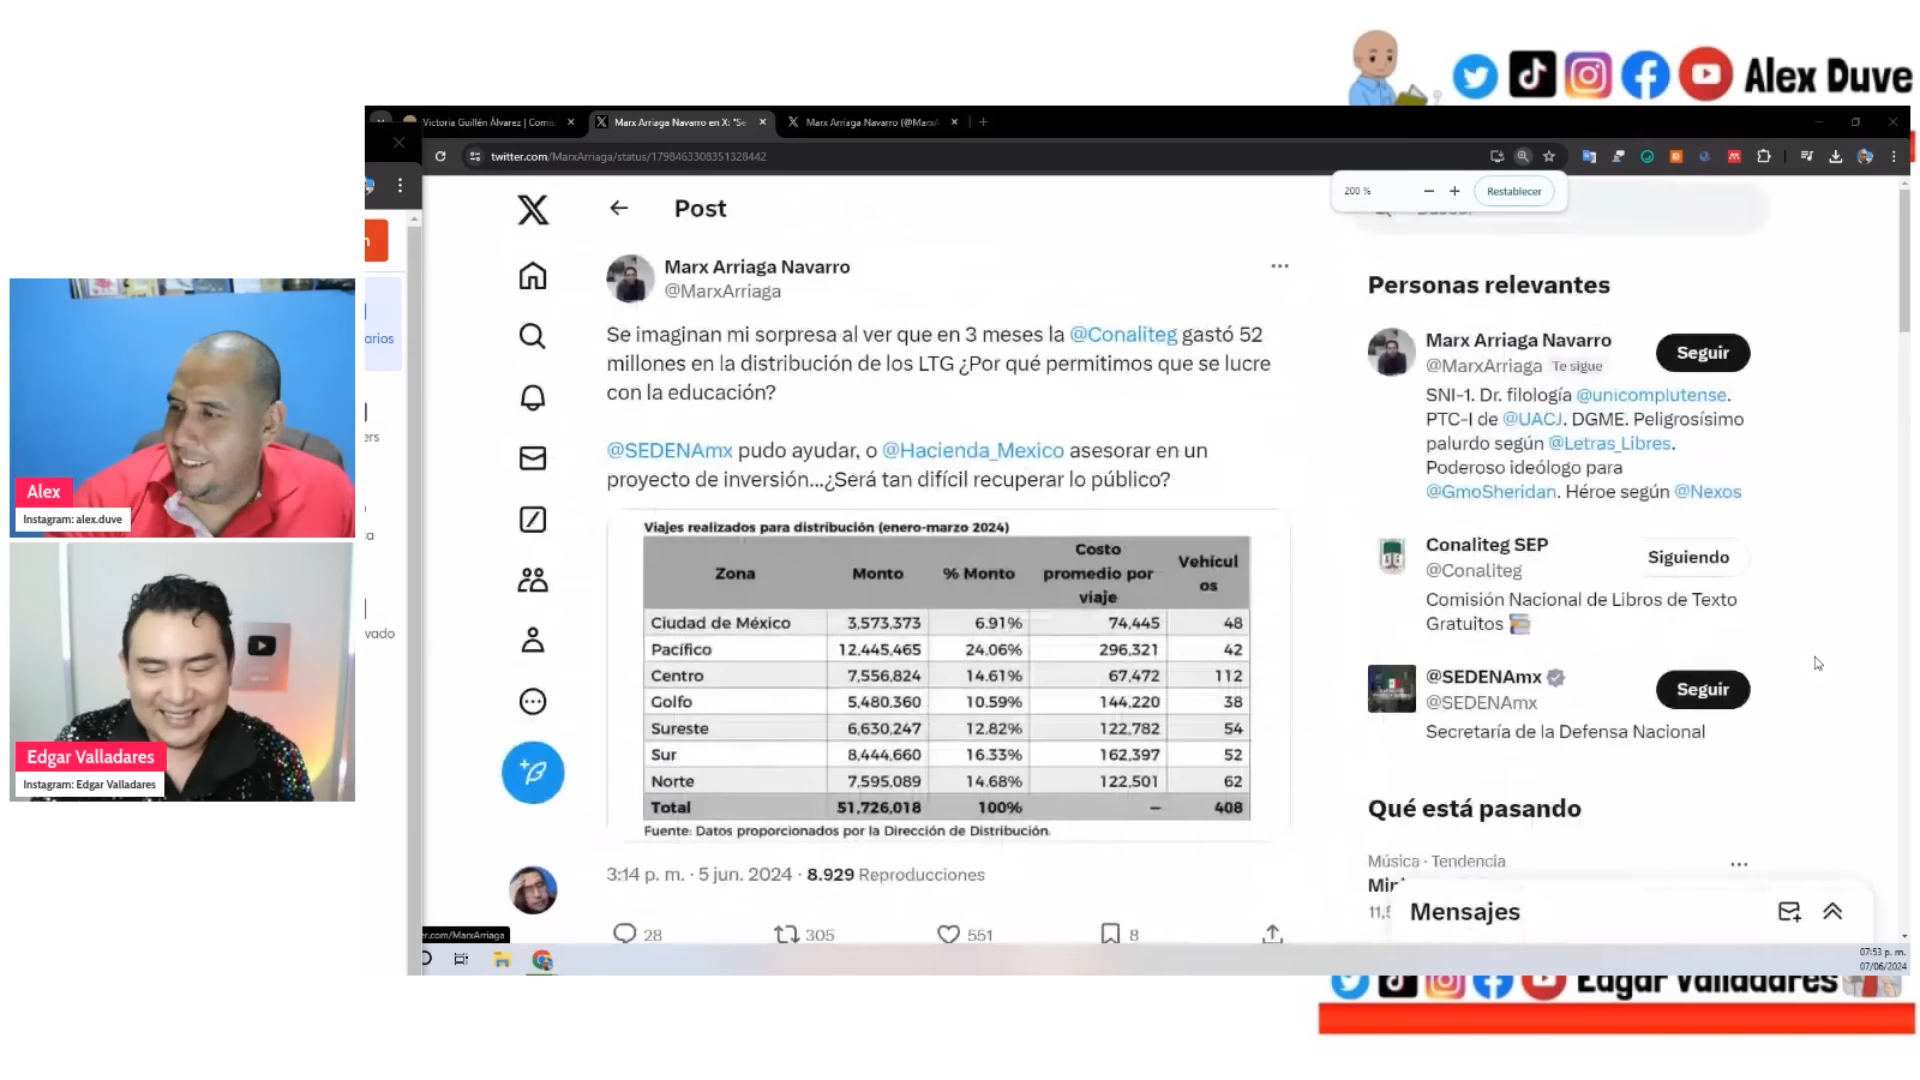 Alex Duve
Victoria Guillén Álvarez | Comi
Marx Arriaga Navarro en X: "Se
Marx Arriaga Navarro (@MarxA
twitter.com/MarxArriaga/status/1798463308351328442
200 %
Restablecer
Post
Marx Arriaga Navarro
@MarxArriaga
Se imaginan mi sorpresa al ver que en 3 meses la @Conaliteg gastó 52
millones en la distribución de los LTG ¿Por qué permitimos que se lucre
con la educación?
@SEDENAmx pudo ayudar, o @Hacienda_Mexico asesorar en un
proyecto de inversión...¿Será tan difícil recuperar lo público?
Viajes realizados para distribución (enero-marzo 2024)
Zona Monto % Monto Costo promedio por viaje Vehícul os
Ciudad de México 3,573,373 6.91% 74,445 48
Pacífico 12,445,465 24.06% 296,321 42
Centro 7,556,824 14.61% 67,472 112
Golfo 5,480,360 10.59% 144,220 38
Sureste 6,630,247 12.82% 122,782 54
Sur 8,444,660 16.33% 162,397 52
Norte 7,595,089 14.68% 122,501 62
Total 51,726,018 100% – 408
Fuente: Datos proporcionados por la Dirección de Distribución.
3:14 p. m. · 5 jun. 2024 · 8.929 Reproducciones
28 305 551 8
Personas relevantes
Marx Arriaga Navarro
@MarxArriaga Te sigue
Seguir
SNI-1. Dr. filología @unicomplutense.
PTC-I de @UACJ. DGME. Peligrosísimo
palurdo según @Letras_Libres.
Poderoso ideólogo para
@GmoSheridan. Héroe según @Nexos
Conaliteg SEP
@Conaliteg
Siguiendo
Comisión Nacional de Libros de Texto
Gratuitos
@SEDENAmx
@SEDENAmx
Seguir
Secretaría de la Defensa Nacional
Qué está pasando
Música · Tendencia
Mensajes
arios
ers
vado
Alex
Instagram: alex.duve
Edgar Valladares
Instagram: Edgar Valladares
er.com/MarxArriaga
07:53 p. m.
07/06/2024
Edgar Valladares